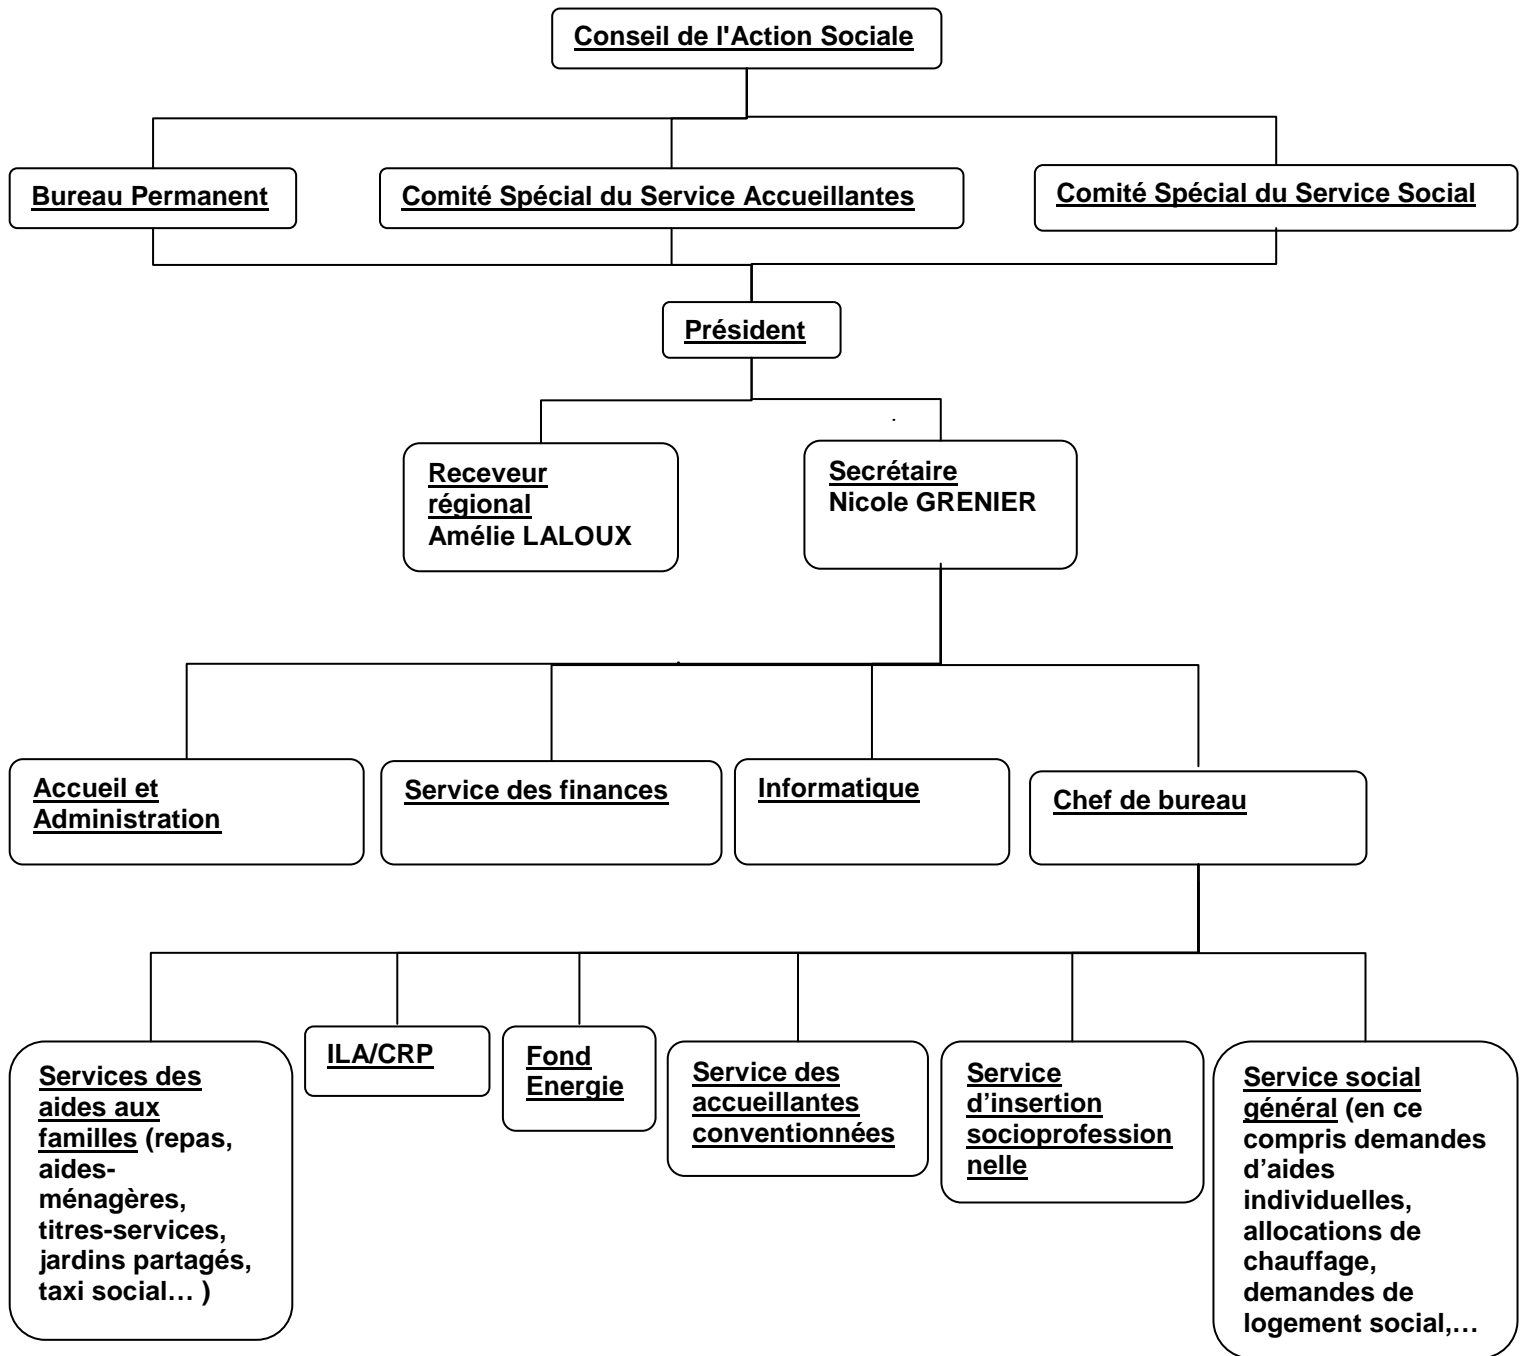 Conseil de l'Action Sociale
Bureau Permanent
Comité Spécial du Service Accueillantes
Comité Spécial du Service Social
Président
Receveur
régional
Amélie LALOUX
Secrétaire
Nicole GRENIER
Accueil et
Administration
Service des finances
Informatique
Chef de bureau
Services des
aides aux
familles (repas,
aides-
ménagères,
titres-services,
jardins partagés,
taxi social… )
ILA/CRP
Fond
Energie
Service des
accueillantes
conventionnées
Service
d’insertion
socioprofession
nelle
Service social
général (en ce
compris demandes
d’aides
individuelles,
allocations de
chauffage,
demandes de
logement social,…